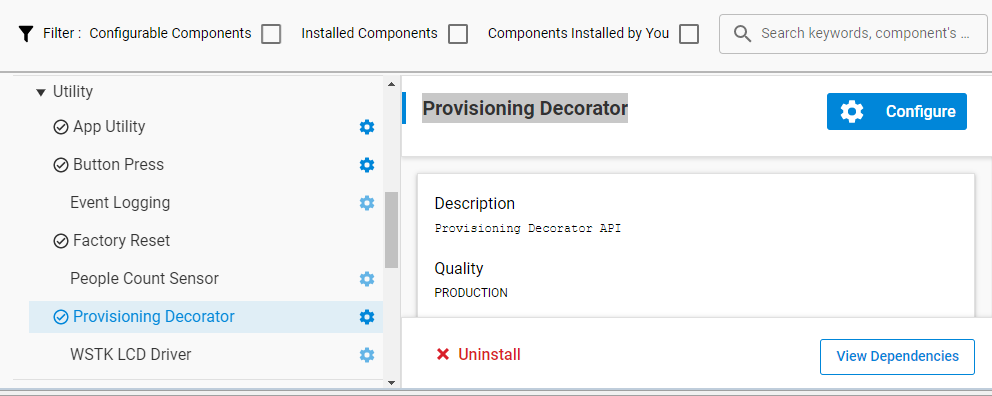 Filter : Configurable Components Installed Components Components Installed by You Search keywords, component's ...
Utility
App Utility
Button Press
Event Logging
Factory Reset
People Count Sensor
Provisioning Decorator
WSTK LCD Driver
Provisioning Decorator
Configure
Description
Provisioning Decorator API
Quality
PRODUCTION
Uninstall
View Dependencies